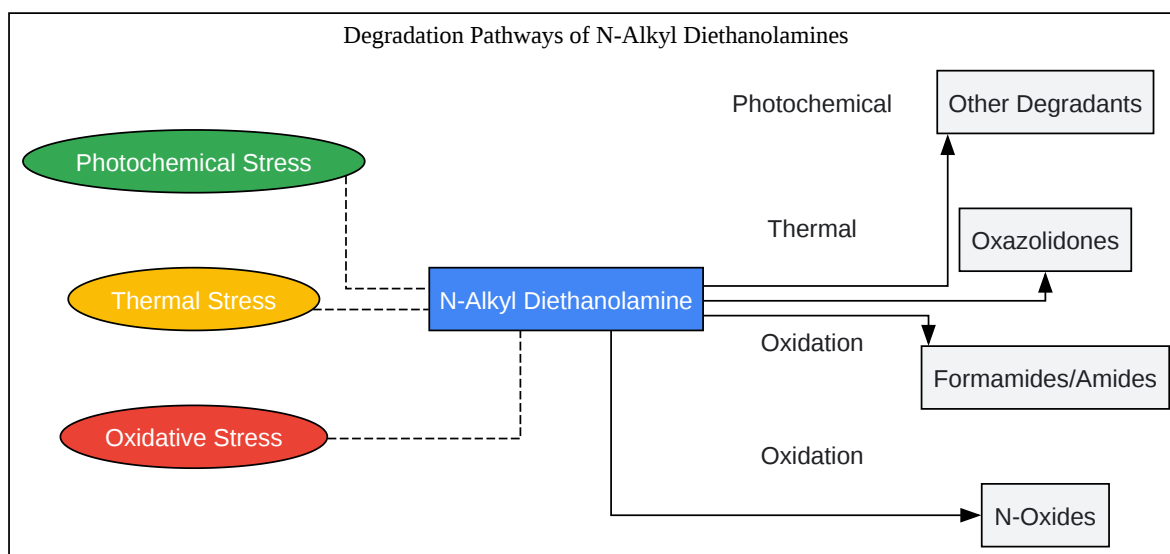 Degradation Pathways of N-Alkyl Diethanolamines
Photochemical
Other Degradants
Photochemical Stress
Thermal
Oxazolidones
Thermal Stress
N-Alkyl Diethanolamine
Oxidation
Formamides/Amides
Oxidative Stress
Oxidation
N-Oxides